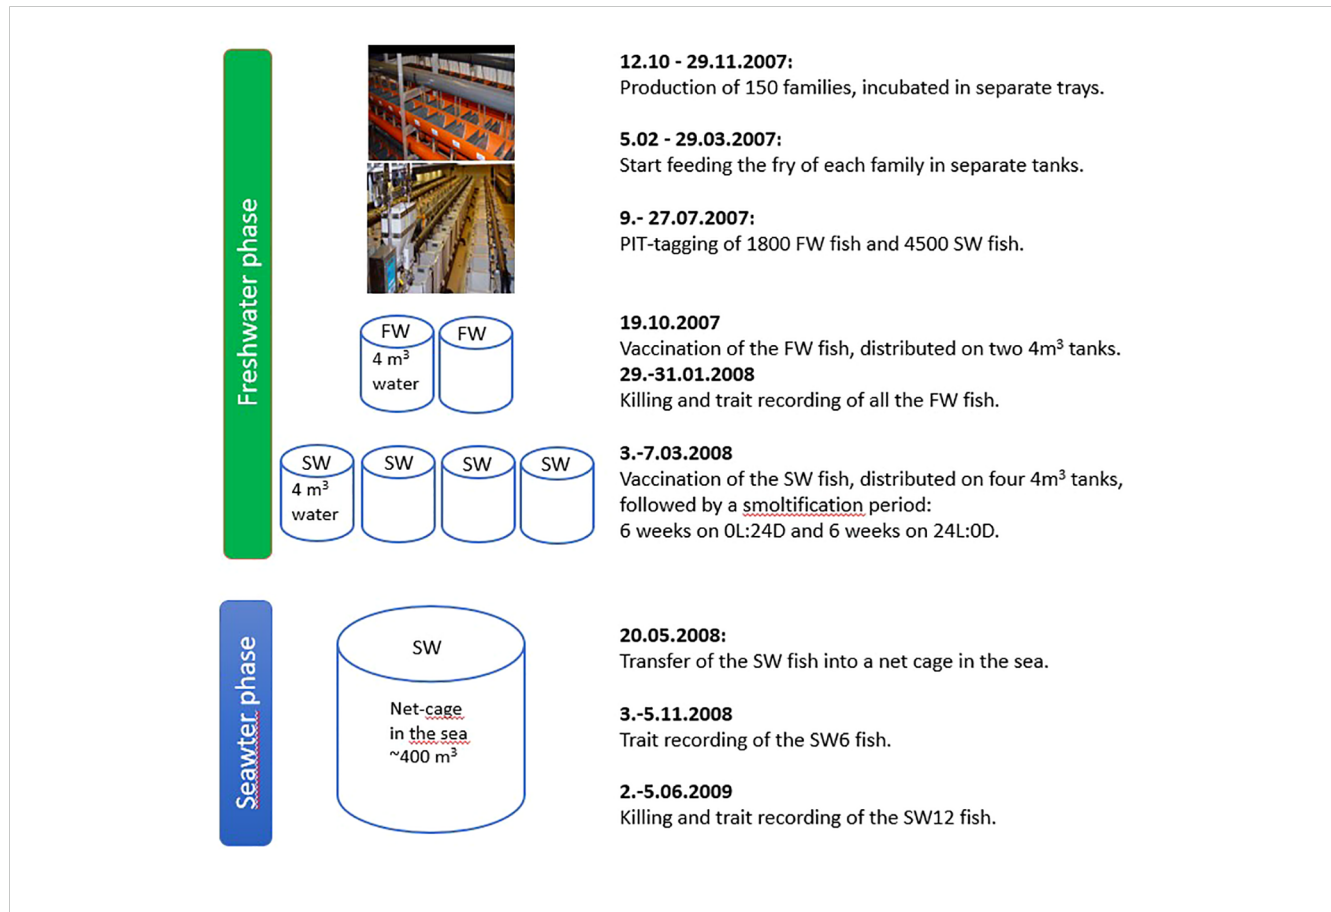 Freshwater phase
12.10 - 29.11.2007:
Production of 150 families, incubated in separate trays.
5.02 - 29.03.2007:
Start feeding the fry of each family in separate tanks.
9.- 27.07.2007:
PIT-tagging of 1800 FW fish and 4500 SW fish.
FW
4 m³
water
FW
19.10.2007
Vaccination of the FW fish, distributed on two 4m³ tanks.
29.-31.01.2008
Killing and trait recording of all the FW fish.
SW
4 m³
water
SW
SW
SW
3.-7.03.2008
Vaccination of the SW fish, distributed on four 4m³ tanks,
followed by a smoltification period:
6 weeks on 0L:24D and 6 weeks on 24L:0D.
Seawter phase
SW
Net-cage
in the sea
~400 m³
20.05.2008:
Transfer of the SW fish into a net cage in the sea.
3.-5.11.2008
Trait recording of the SW6 fish.
2.-5.06.2009
Killing and trait recording of the SW12 fish.